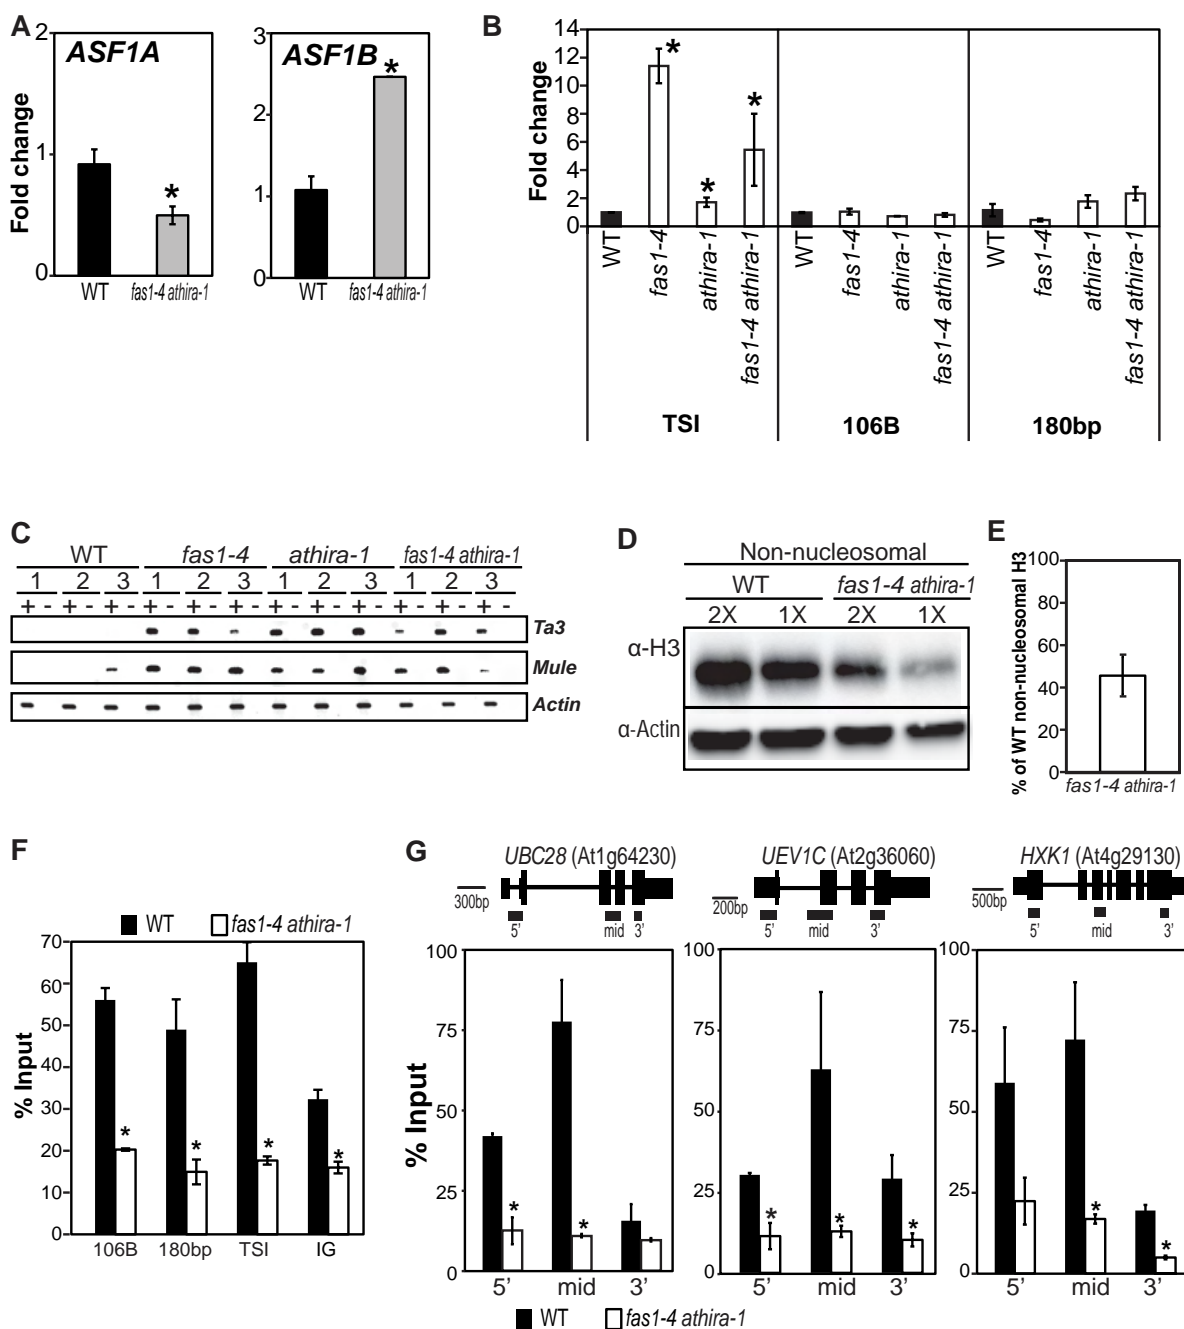 A
ASF1A
Fold change
2
1
0
WT
fas1-4 athira-1
ASF1B
*
3
2
1
0
WT
fas1-4 athira-1
*
B
Fold change
14
12
10
8
6
4
2
0
*
*
*
WT
fas1-4
athira-1
fas1-4 athira-1
WT
fas1-4
athira-1
fas1-4 athira-1
WT
fas1-4
athira-1
fas1-4 athira-1
TSI
106B
180bp
C
WT
fas1-4
athira-1
fas1-4 athira-1
1 2 3 1 2 3 1 2 3 1 2 3
+ - + - + - + - + - + - + - + - + - + - + - + -
Ta3
Mule
Actin
D
Non-nucleosomal
WT
fas1-4 athira-1
2X 1X 2X 1X
α-H3
α-Actin
E
% of WT non-nucleosomal H3
100
80
60
40
20
0
fas1-4 athira-1
F
WT
fas1-4 athira-1
% Input
70
60
50
40
30
20
10
0
* * * *
106B 180bp TSI IG
G
UBC28 (At1g64230)
300bp
5'
mid
3'
UEV1C (At2g36060)
200bp
5'
mid
3'
HXK1 (At4g29130)
500bp
5'
mid
3'
% Input
100
75
50
25
0
* *
5’ mid 3’
100
75
50
25
0
* * *
5’ mid 3’
100
75
50
25
0
* *
5’ mid 3’
WT
fas1-4 athira-1